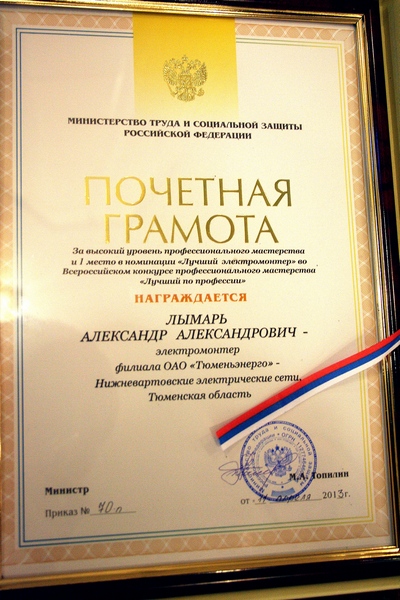 МИНИСТЕРСТВО ТРУДА И СОЦИАЛЬНОЙ ЗАЩИТЫ
РОССИЙСКОЙ ФЕДЕРАЦИИ
ПОЧЕТНАЯ
ГРАМОТА
За высокий уровень профессионального мастерства
и I место в номинации «Лучший электромонтер» во
Всероссийском конкурсе профессионального мастерства
«Лучший по профессии»
НАГРАЖДАЕТСЯ
ЛЫМАРЬ
АЛЕКСАНДР АЛЕКСАНДРОВИЧ -
электромонтер
филиала ОАО «Тюменьэнерго» -
Нижневартовские электрические сети,
Тюменская область
М.А. Топилин
Министр
Приказ № 70п
от апреля 2013г.